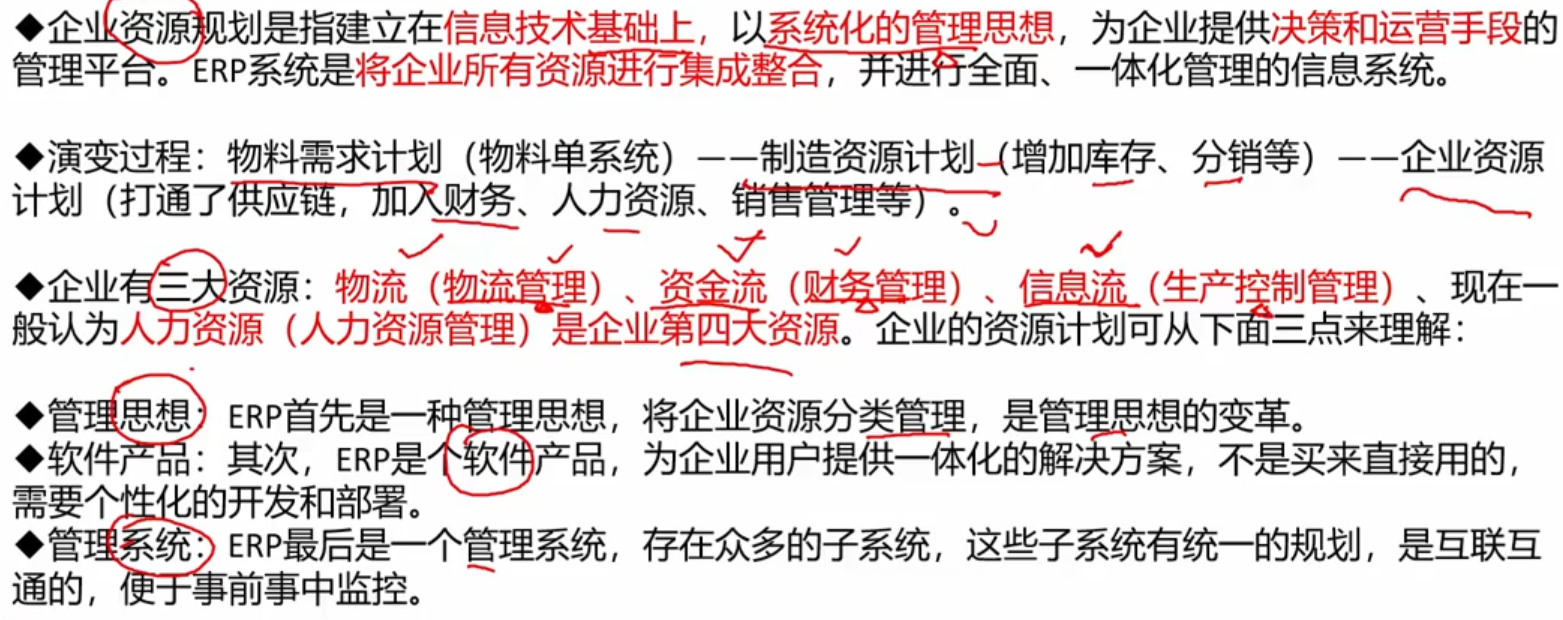 ◆企业资源规划是指建立在信息技术基础上，以系统化的管理思想，为企业提供决策和运营手段的
管理平台。ERP系统是将企业所有资源进行集成整合，并进行全面、一体化管理的信息系统。
◆演变过程：物料需求计划（物料单系统）——制造资源计划（增加库存、分销等）——企业资源
计划（打通了供应链，加入财务、人力资源、销售管理等）。
◆企业有三大资源：物流（物流管理）、资金流（财务管理）、信息流（生产控制管理）、现在一
般认为人力资源（人力资源管理）是企业第四大资源。企业的资源计划可从下面三点来理解：
◆管理思想：ERP首先是一种管理思想，将企业资源分类管理，是管理思想的变革。
◆软件产品：其次，ERP是个软件产品，为企业用户提供一体化的解决方案，不是买来直接用的，
需要个性化的开发和部署。
◆管理系统：ERP最后是一个管理系统，存在众多的子系统，这些子系统有统一的规划，是互联互
通的，便于事前事中监控。